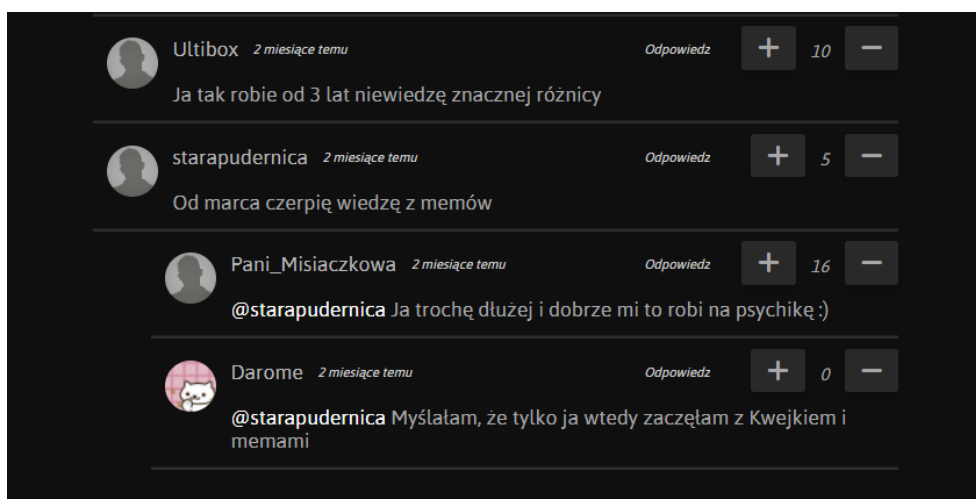 Ultibox 2 miesiące temu Odpowiedz + 10 −
Ja tak robie od 3 lat niewiedzę znacznej różnicy
starapudernica 2 miesiące temu Odpowiedz + 5 −
Od marca czerpię wiedzę z memów
Pani_Misiaczkowa 2 miesiące temu Odpowiedz + 16 −
@starapudernica Ja trochę dłużej i dobrze mi to robi na psychikę :)
Darome 2 miesiące temu Odpowiedz + 0 −
@starapudernica Myślałam, że tylko ja wtedy zaczęłam z Kwejkiem i
memami